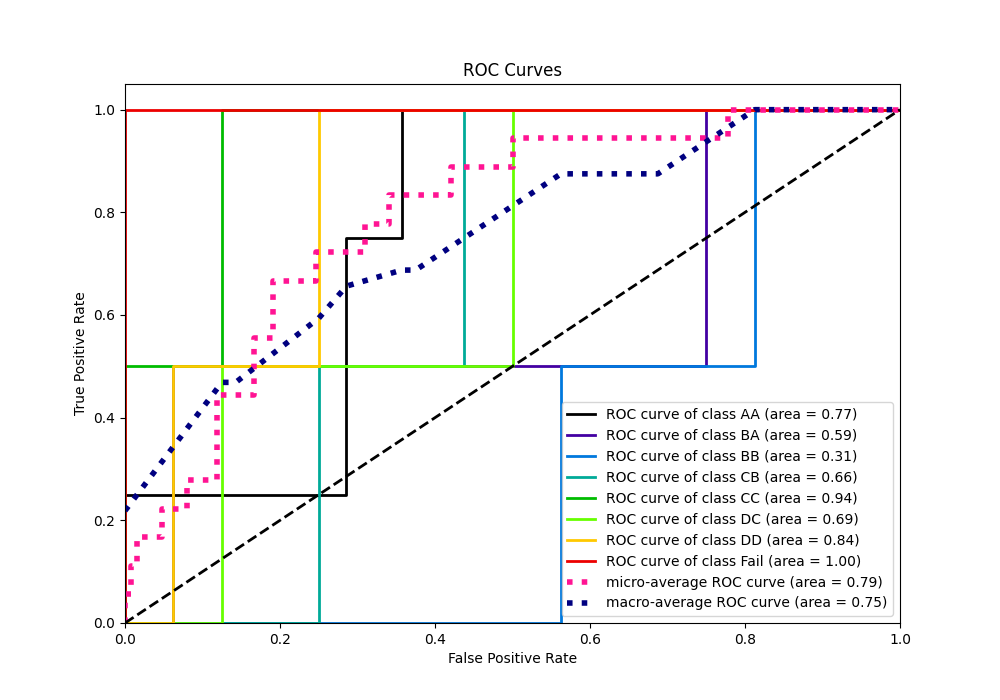 ROC Curves
True Positive Rate
1.0
0.8
0.6
0.4
0.2
0.0
ROC curve of class AA (area = 0.77)
ROC curve of class BA (area = 0.59)
ROC curve of class BB (area = 0.31)
ROC curve of class CB (area = 0.66)
ROC curve of class CC (area = 0.94)
ROC curve of class DC (area = 0.69)
ROC curve of class DD (area = 0.84)
ROC curve of class Fail (area = 1.00)
micro-average ROC curve (area = 0.79)
macro-average ROC curve (area = 0.75)
0.0 0.2 0.4 0.6 0.8 1.0
False Positive Rate